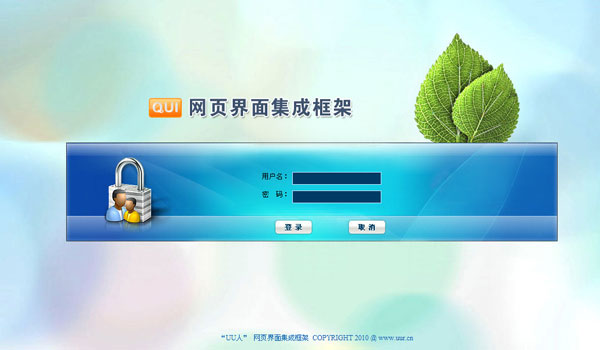 QUI 网页界面集成框架
用户名：
密 码：
登 录 取 消
“UU人” 网页界面集成框架 COPYRIGHT 2010 @ www.uur.cn